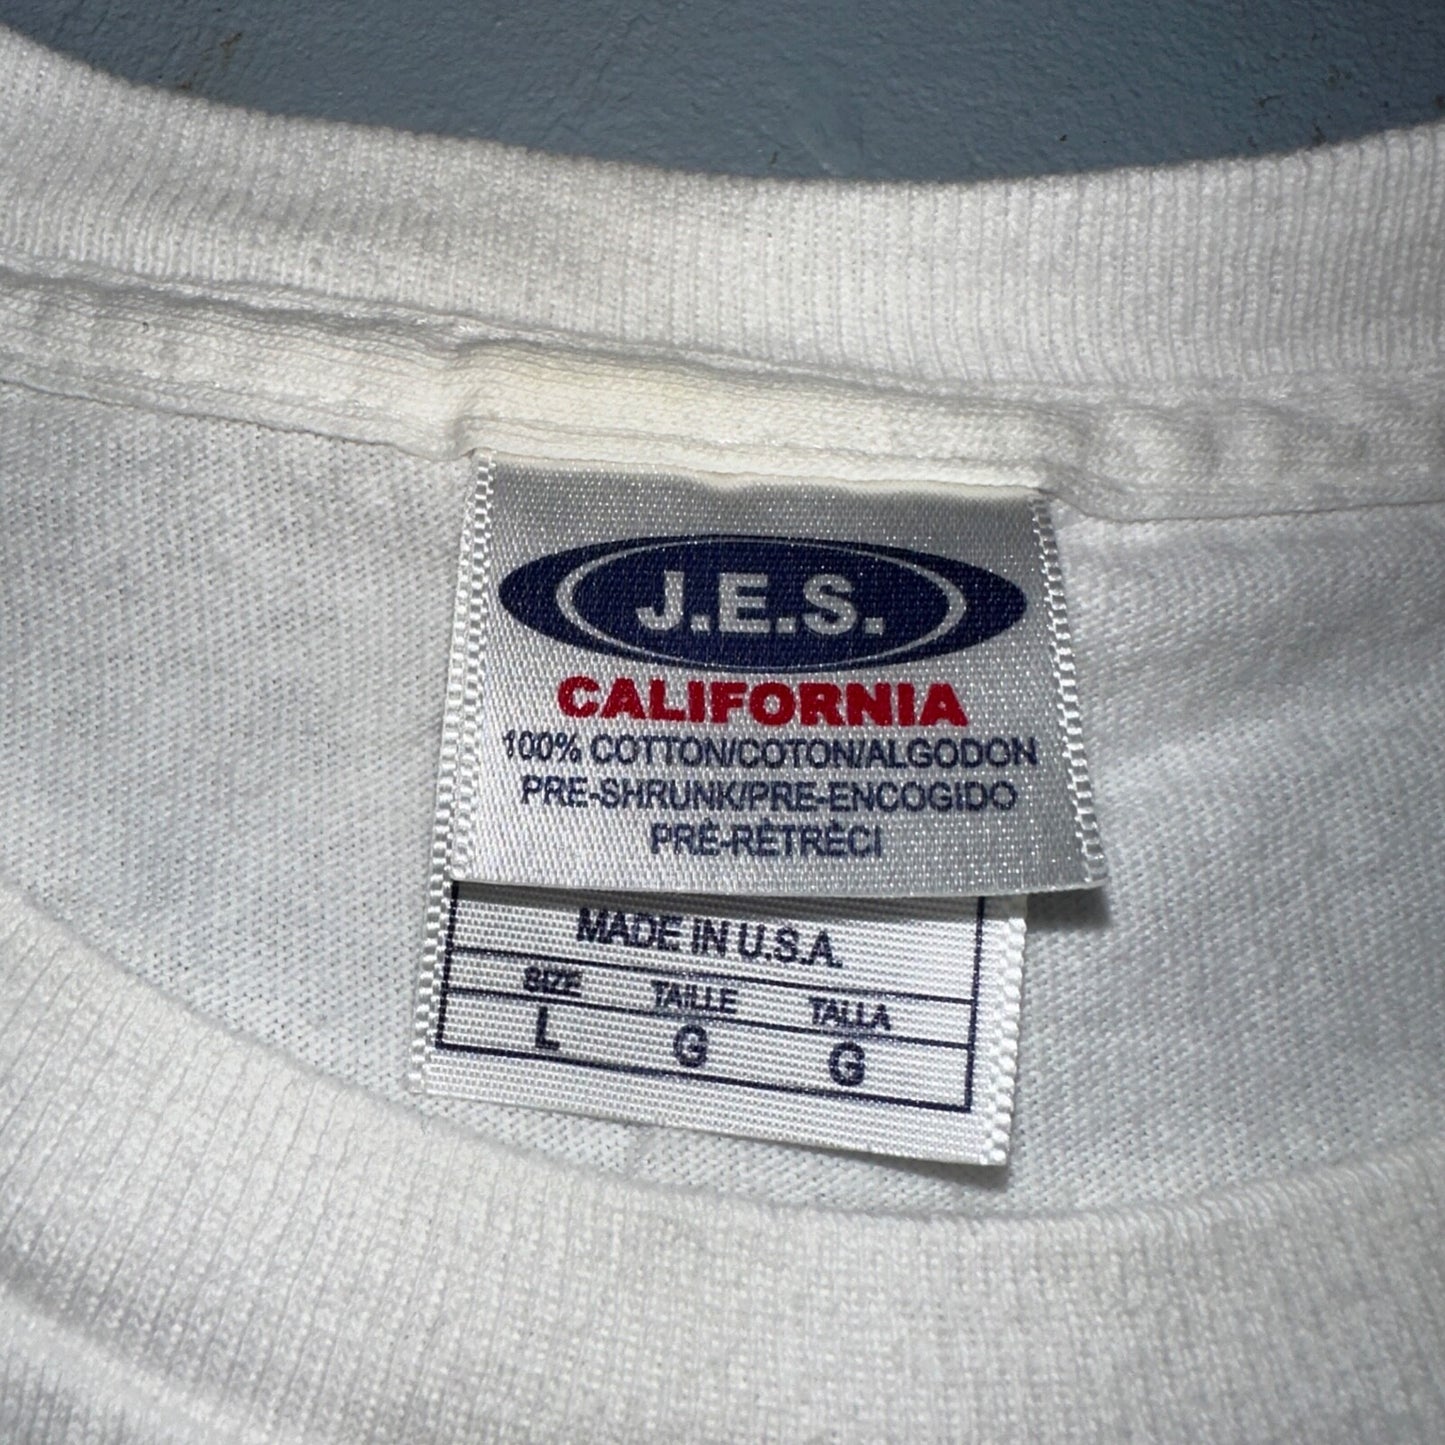 J.E.S.
CALIFORNIA
100% COTTON/COTON/ALGODON
PRE-SHRUNK/PRE-ENCOGIDO
PRÉ-RÉTRÉCI
MADE IN U.S.A.
SIZE TAILLE TALLA
L G G